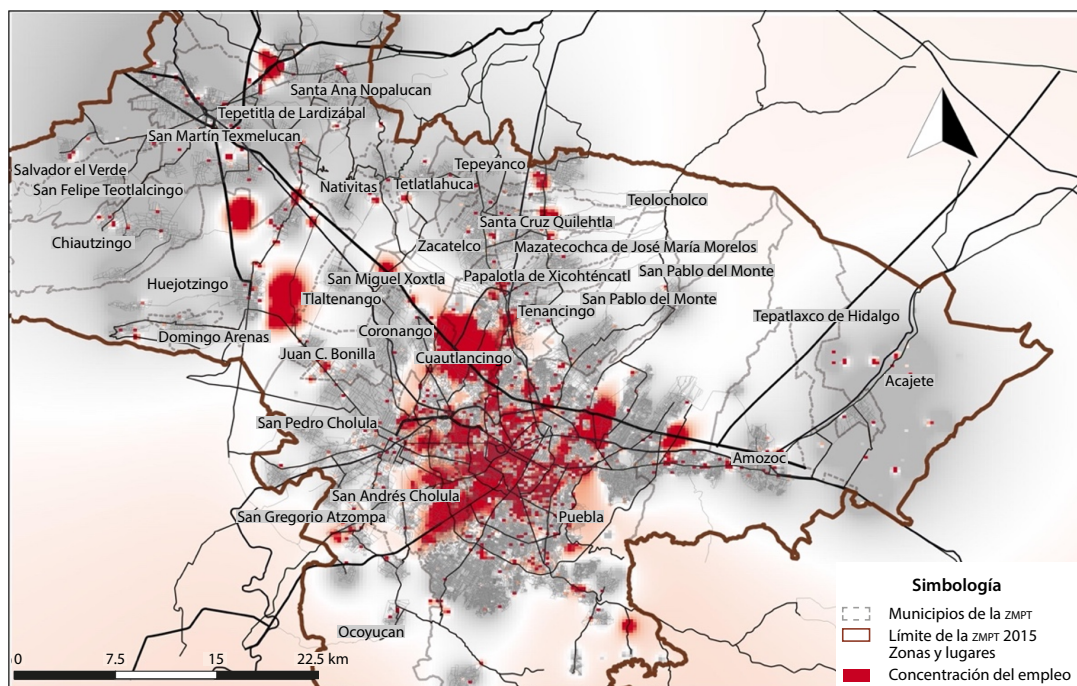 Santa Ana Nopalucan
Tepetitla de Lardizábal
San Martín Texmelucan
Salvador el Verde
San Felipe Teotlalcingo
Chiautzingo
Nativitas
Tetlatlahuca
Tepeyanco
Teolocholco
Santa Cruz Quilehtla
Zacatelco
Mazatecochca de José María Morelos
Huejotzingo
San Miguel Xoxtla
Papalotla de Xicohténcatl
San Pablo del Monte
Tlaltenango
Tenancingo
San Pablo del Monte
Domingo Arenas
Coronango
Tepatlaxco de Hidalgo
Juan C. Bonilla
Cuautlancingo
Acajete
San Pedro Cholula
Amozoc
San Andrés Cholula
San Gregorio Atzompa
Puebla
Ocoyucan
0 7.5 15 22.5 km
Simbología
Municipios de la ZMPT
Límite de la ZMPT 2015
Zonas y lugares
Concentración del empleo